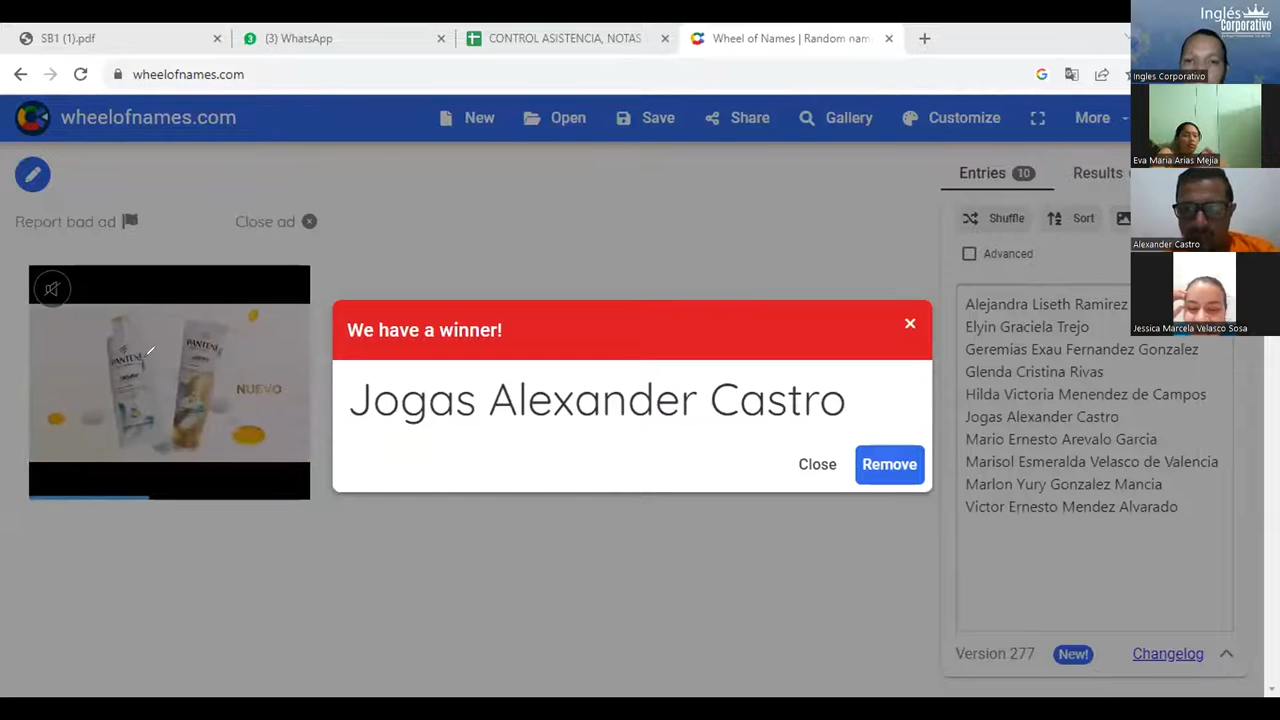 SB1 (1).pdf
(3) WhatsApp
CONTROL ASISTENCIA, NOTAS
Wheel of Names | Random nam
wheelofnames.com
wheelofnames.com
New
Open
Save
Share
Gallery
Customize
More
Report bad ad
Close ad
PANTENE
PANTENE
NUEVO
We have a winner!
Jogas Alexander Castro
Close
Remove
Entries 10
Results
Shuffle
Sort
Advanced
Alejandra Liseth Ramirez
Elyin Graciela Trejo
Geremias Exau Fernandez Gonzalez
Glenda Cristina Rivas
Hilda Victoria Menendez de Campos
Jogas Alexander Castro
Mario Ernesto Arevalo Garcia
Marisol Esmeralda Velasco de Valencia
Marlon Yury Gonzalez Mancia
Victor Ernesto Mendez Alvarado
Version 277
New!
Changelog
Inglés
Corporativo
Ingles Corporativo
Eva Maria Arias Mejia
Alexander Castro
Jessica Marcela Velasco Sosa